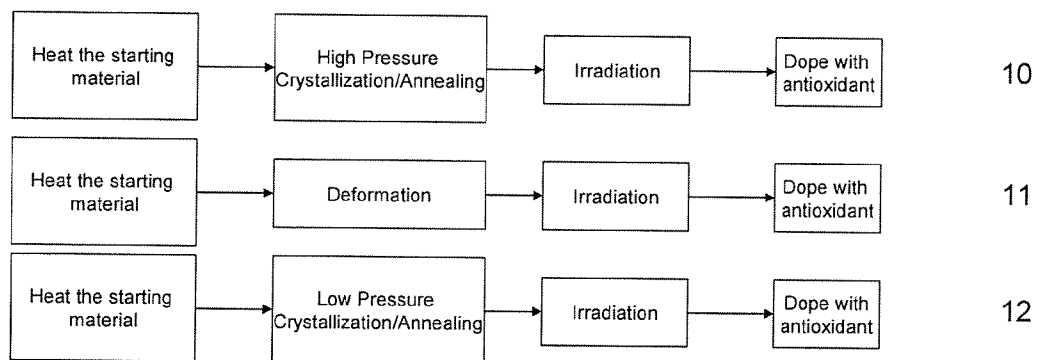 Heat the starting
material
High Pressure
Crystallization/Annealing
Irradiation
Dope with
antioxidant
10
Heat the starting
material
Deformation
Irradiation
Dope with
antioxidant
11
Heat the starting
material
Low Pressure
Crystallization/Annealing
Irradiation
Dope with
antioxidant
12